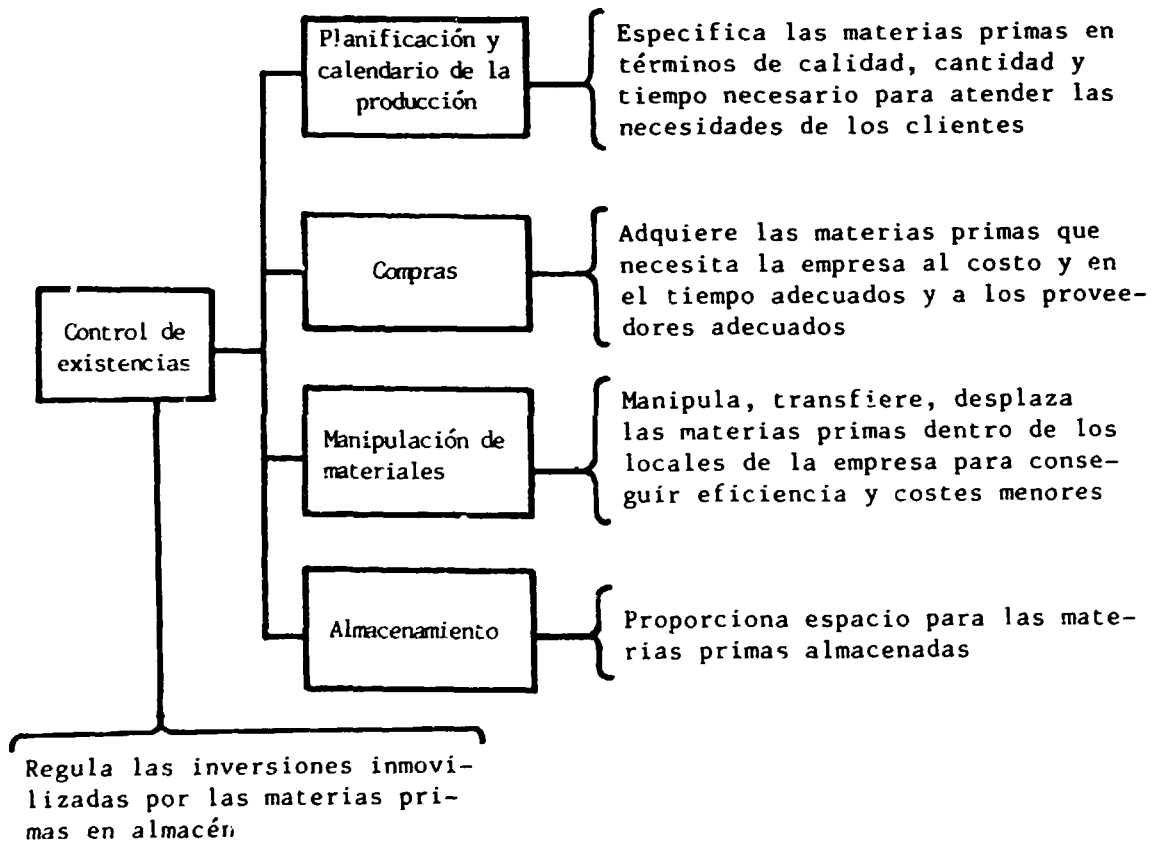 Planificación y
calendario de la
producción
Especifica las materias primas en
términos de calidad, cantidad y
tiempo necesario para atender las
necesidades de los clientes
Compras
Adquiere las materias primas que
necesita la empresa al costo y en
el tiempo adecuados y a los provee-
dores adecuados
Control de
existencias
Manipulación de
materiales
Manipula, transfiere, desplaza
las materias primas dentro de los
locales de la empresa para conse-
guir eficiencia y costes menores
Almacenamiento
Proporciona espacio para las mate-
rias primas almacenadas
Regula las inversiones inmovi-
lizadas por las materias pri-
mas en almacén